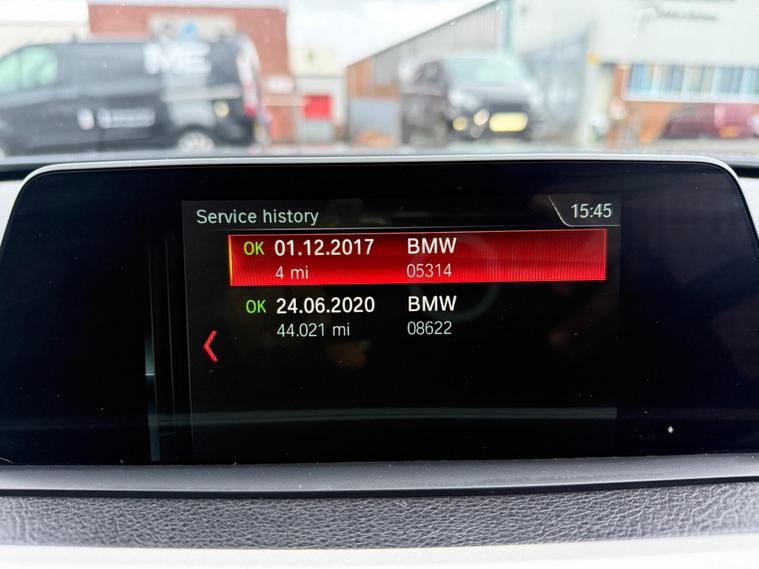 ME
Service history
15:45
OK 01.12.2017 BMW
4 mi 05314
OK 24.06.2020 BMW
44.021 mi 08622